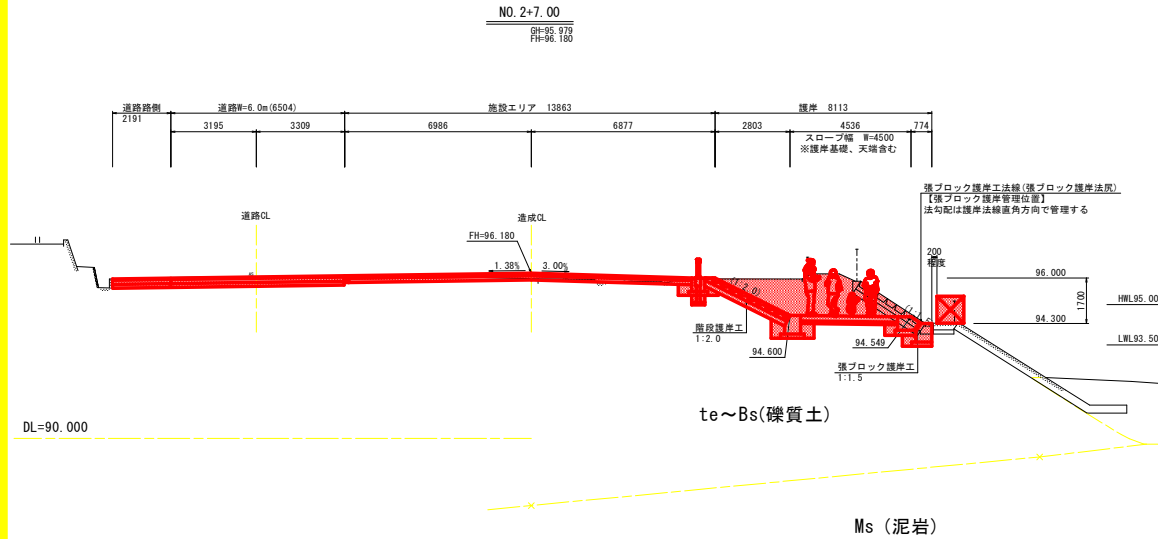 NO.2+7.00
GH=95.979
FH=96.180
道路路側
道路W=6.0m(6504)
施設エリア 13863
護岸 8113
2191
3195
3309
6986
6877
2803
4536
774
スロープ幅 W=4500
※護岸基礎、天端含む
張ブロック護岸工法線(張ブロック護岸法尻)
【張ブロック護岸管理位置】
法勾配は護岸法線直角方向で管理する
道路CL
造成CL
FH=96.180
1.38%
3.00%
200
程度
96.000
1700
94.300
HWL95.00
LWL93.50
(1:2.0)
階段護岸工
1:2.0
94.600
94.549
張ブロック護岸工
1:1.5
te～Bs(礫質土)
DL=90.000
Ms (泥岩)